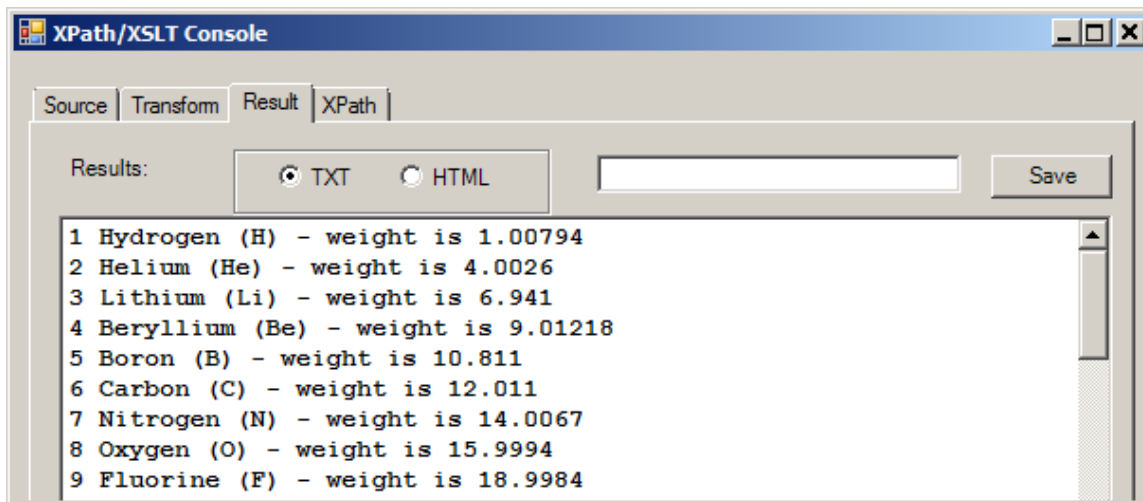 XPath/XSLT Console
Source Transform Result XPath
Results: TXT HTML Save
1 Hydrogen (H) - weight is 1.00794
2 Helium (He) - weight is 4.0026
3 Lithium (Li) - weight is 6.941
4 Beryllium (Be) - weight is 9.01218
5 Boron (B) - weight is 10.811
6 Carbon (C) - weight is 12.011
7 Nitrogen (N) - weight is 14.0067
8 Oxygen (O) - weight is 15.9994
9 Fluorine (F) - weight is 18.9984